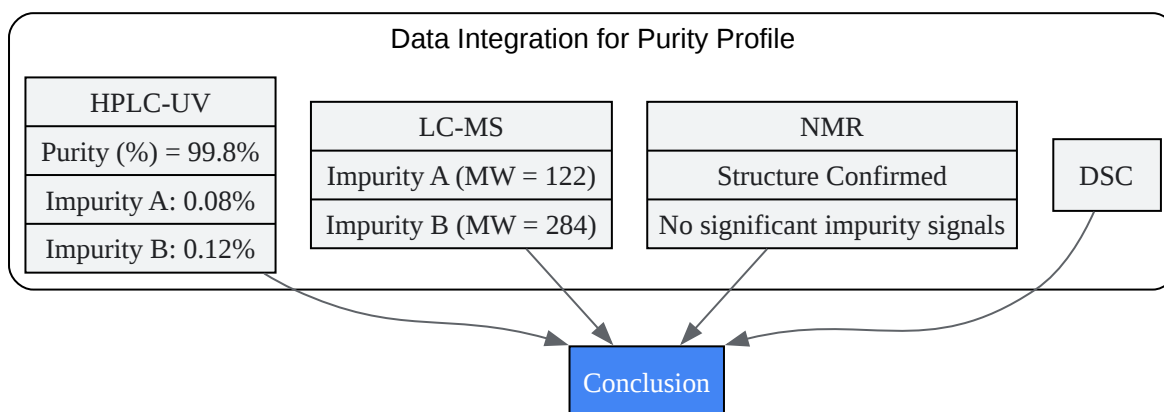 Data Integration for Purity Profile
HPLC-UV
Purity (%) = 99.8%
Impurity A: 0.08%
Impurity B: 0.12%
LC-MS
Impurity A (MW = 122)
Impurity B (MW = 284)
NMR
Structure Confirmed
No significant impurity signals
DSC
Conclusion